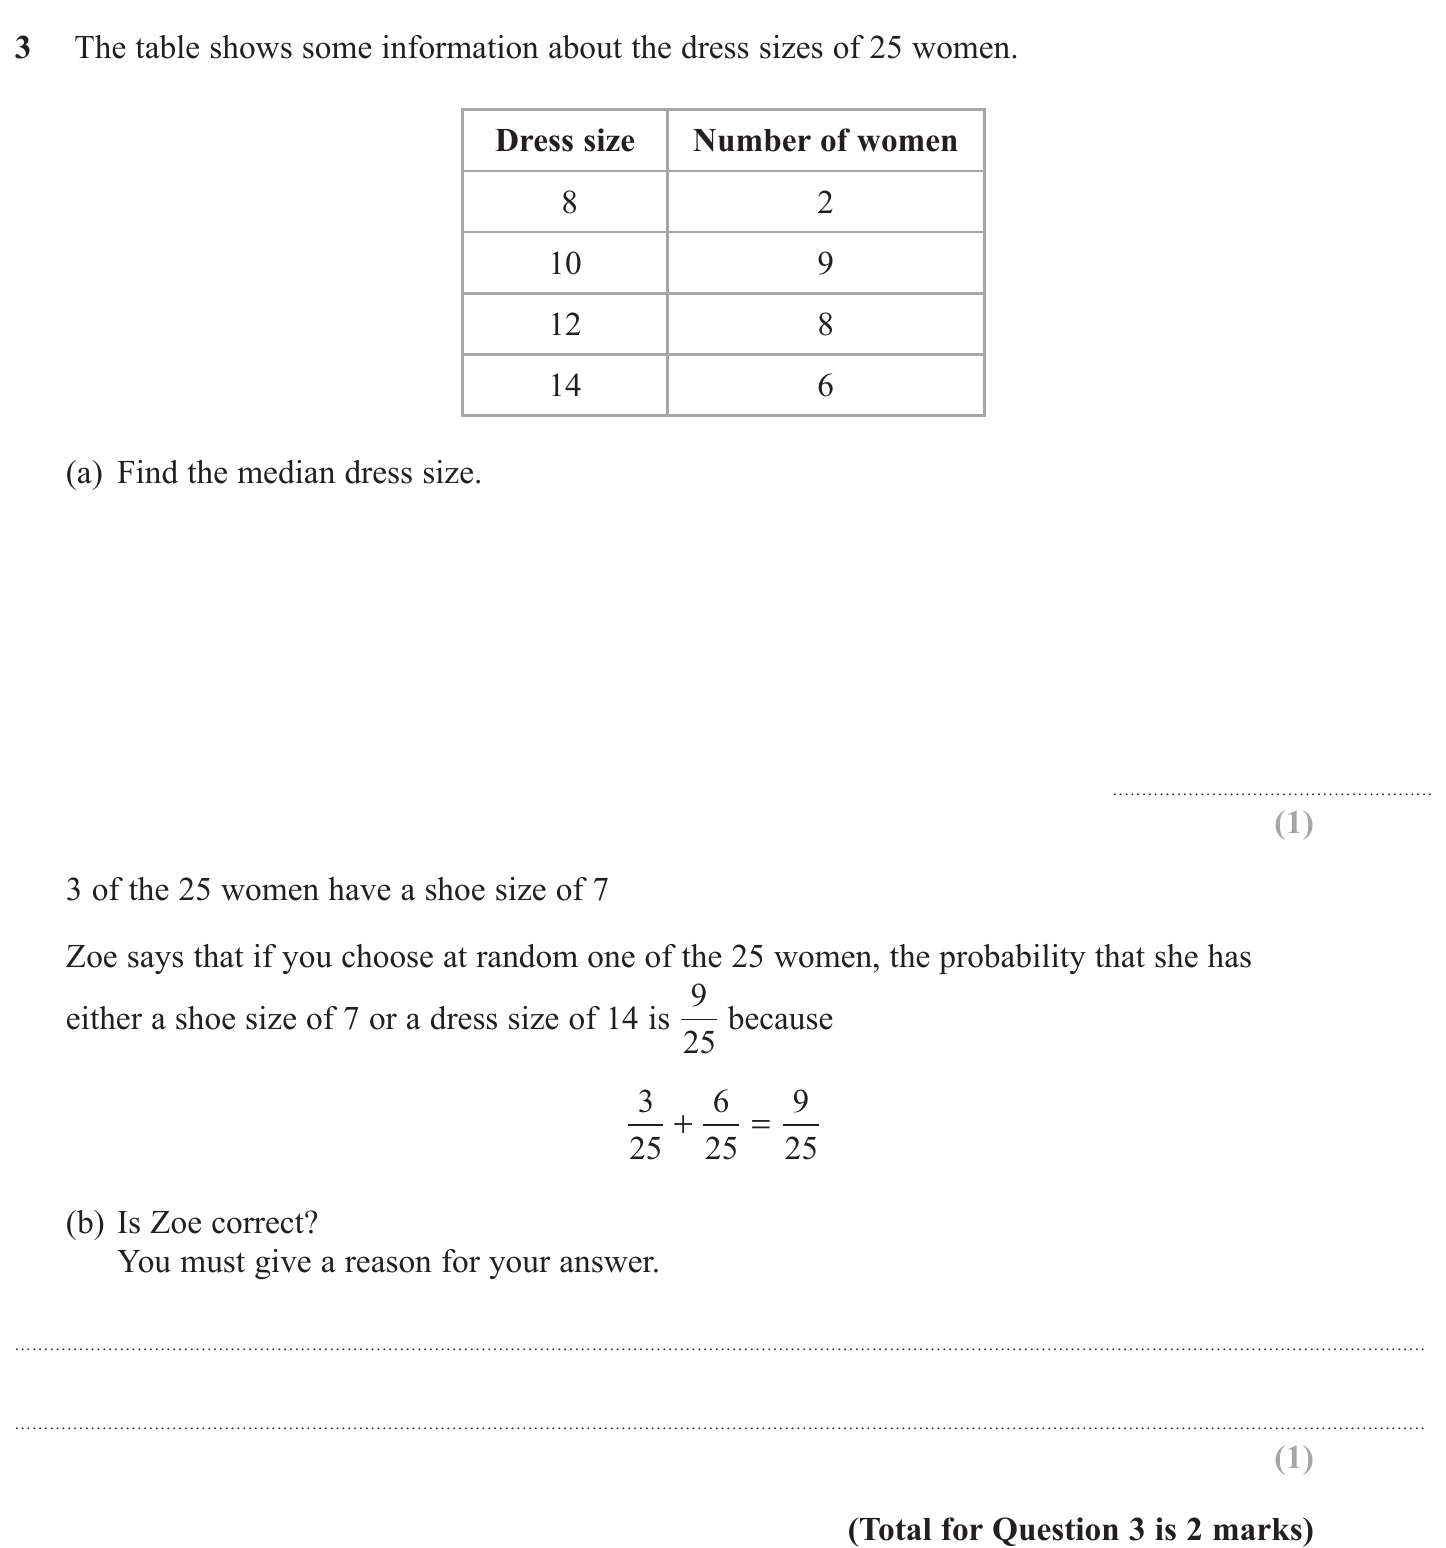 3 The table shows some information about the dress sizes of 25 women.
Dress size Number of women
8 2
10 9
12 8
14 6
(a) Find the median dress size.
(1)
3 of the 25 women have a shoe size of 7
Zoe says that if you choose at random one of the 25 women, the probability that she has
either a shoe size of 7 or a dress size of 14 is 9/25 because
3/25 + 6/25 = 9/25
(b) Is Zoe correct?
You must give a reason for your answer.
(1)
(Total for Question 3 is 2 marks)